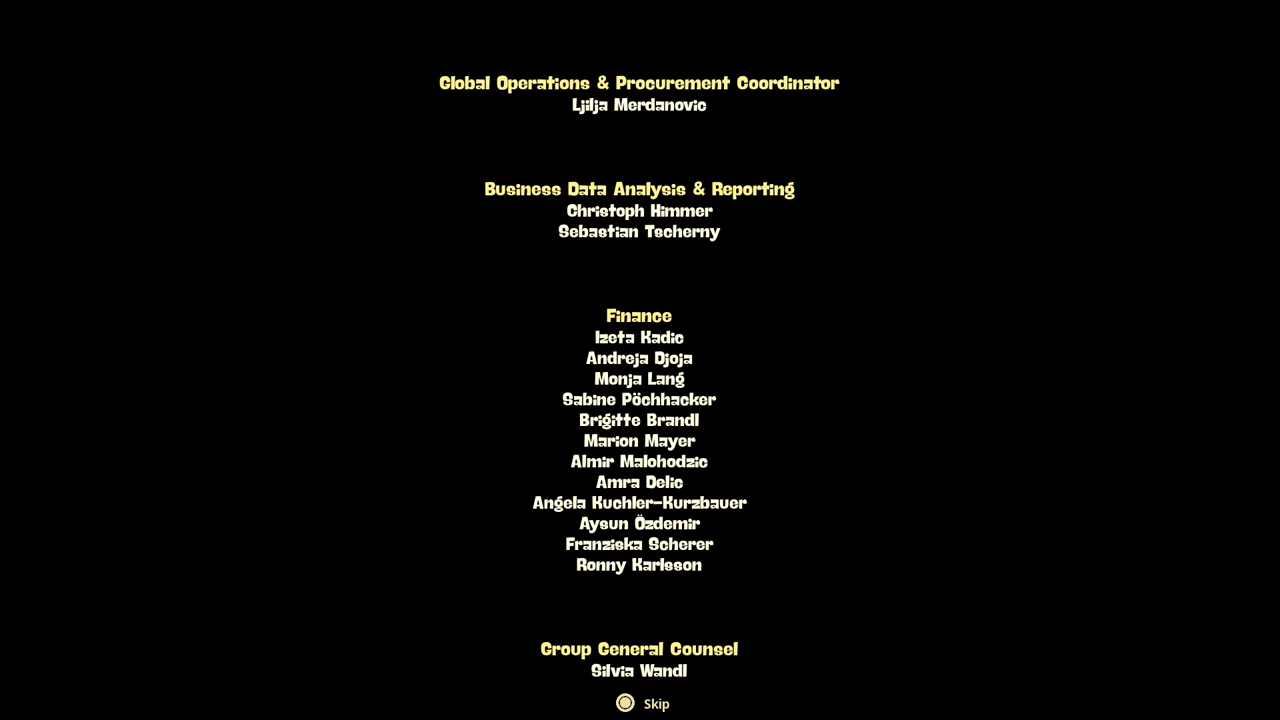 Global Operations & Procurement Coordinator
Ljilja Merdanovic
Business Data Analysis & Reporting
Christoph Himmer
Sebastian Tscherny
Finance
Izeta Kadic
Andreja Djoja
Monja Lang
Sabine Pöchhacker
Brigitte Brandl
Marion Mayer
Almir Malohodzic
Amra Delic
Angela Kuchler-Kurzbauer
Aysun Özdemir
Franziska Scherer
Ronny Karlsson
Group General Counsel
Silvia Wandl
Skip